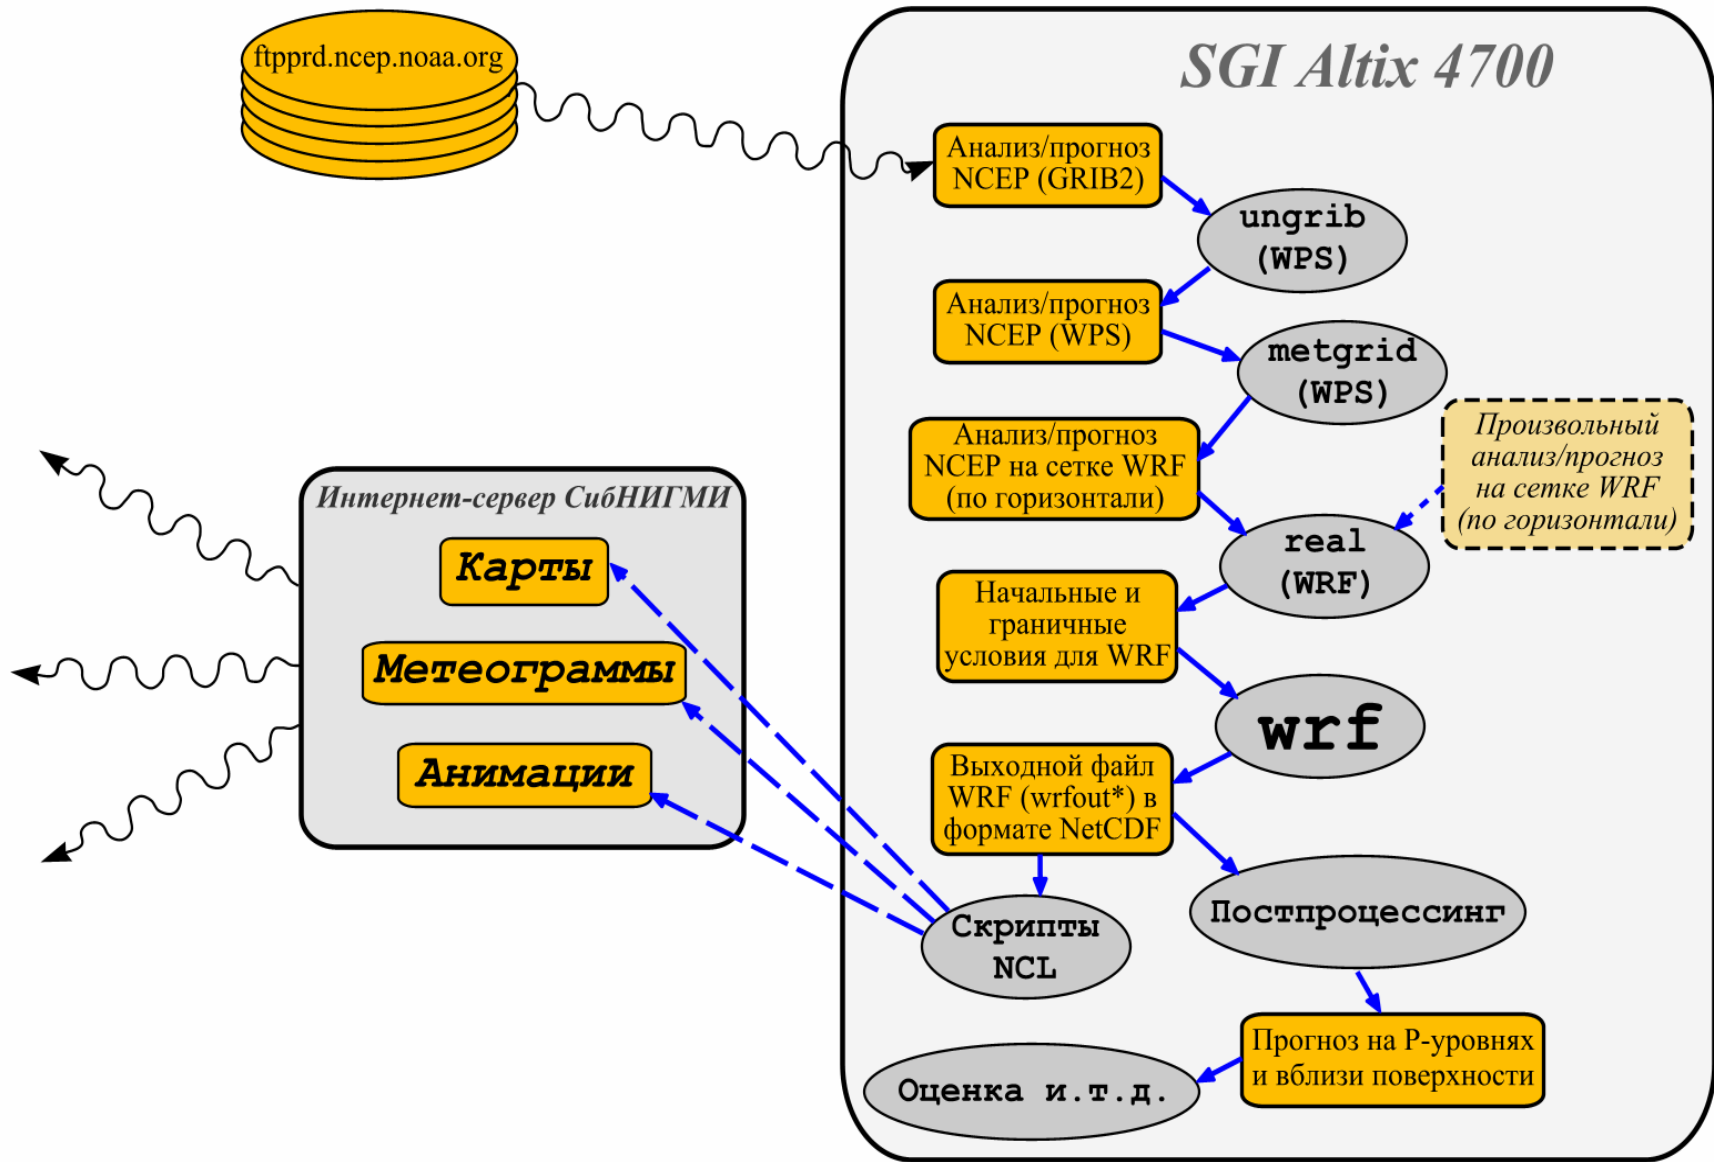 ftpprd.ncep.noaa.org
SGI Altix 4700
Анализ/прогноз
NCEP (GRIB2)
ungrib
(WPS)
Анализ/прогноз
NCEP (WPS)
metgrid
(WPS)
Анализ/прогноз
NCEP на сетке WRF
(по горизонтали)
Произвольный
анализ/прогноз
на сетке WRF
(по горизонтали)
real
(WRF)
Начальные и
граничные
условия для WRF
wrf
Выходной файл
WRF (wrfout*) в
формате NetCDF
Скрипты
NCL
Постпроцессинг
Прогноз на P-уровнях
и вблизи поверхности
Оценка и.т.д.
Интернет-сервер СибНИГМИ
Карты
Метеограммы
Анимации